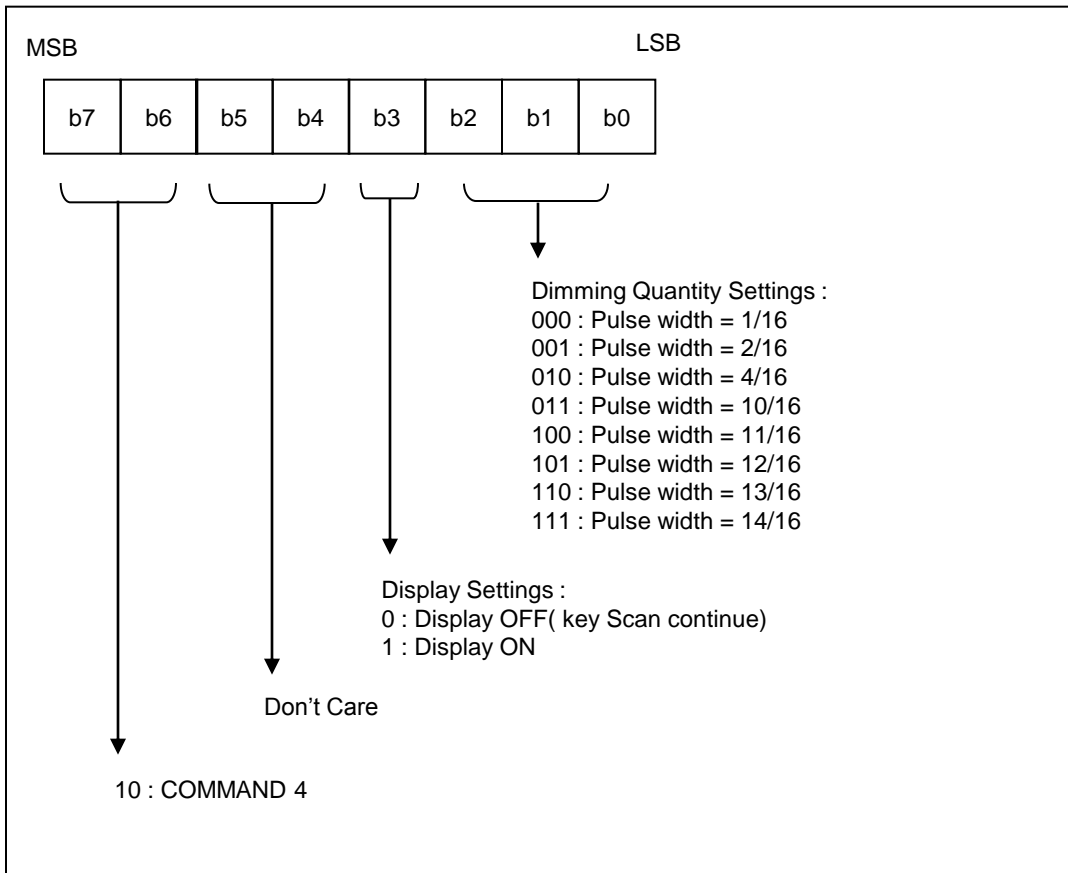 MSB LSB
b7 b6 b5 b4 b3 b2 b1 b0
Dimming Quantity Settings :
000 : Pulse width = 1/16
001 : Pulse width = 2/16
010 : Pulse width = 4/16
011 : Pulse width = 10/16
100 : Pulse width = 11/16
101 : Pulse width = 12/16
110 : Pulse width = 13/16
111 : Pulse width = 14/16
Display Settings :
0 : Display OFF( key Scan continue)
1 : Display ON
Don’t Care
10 : COMMAND 4